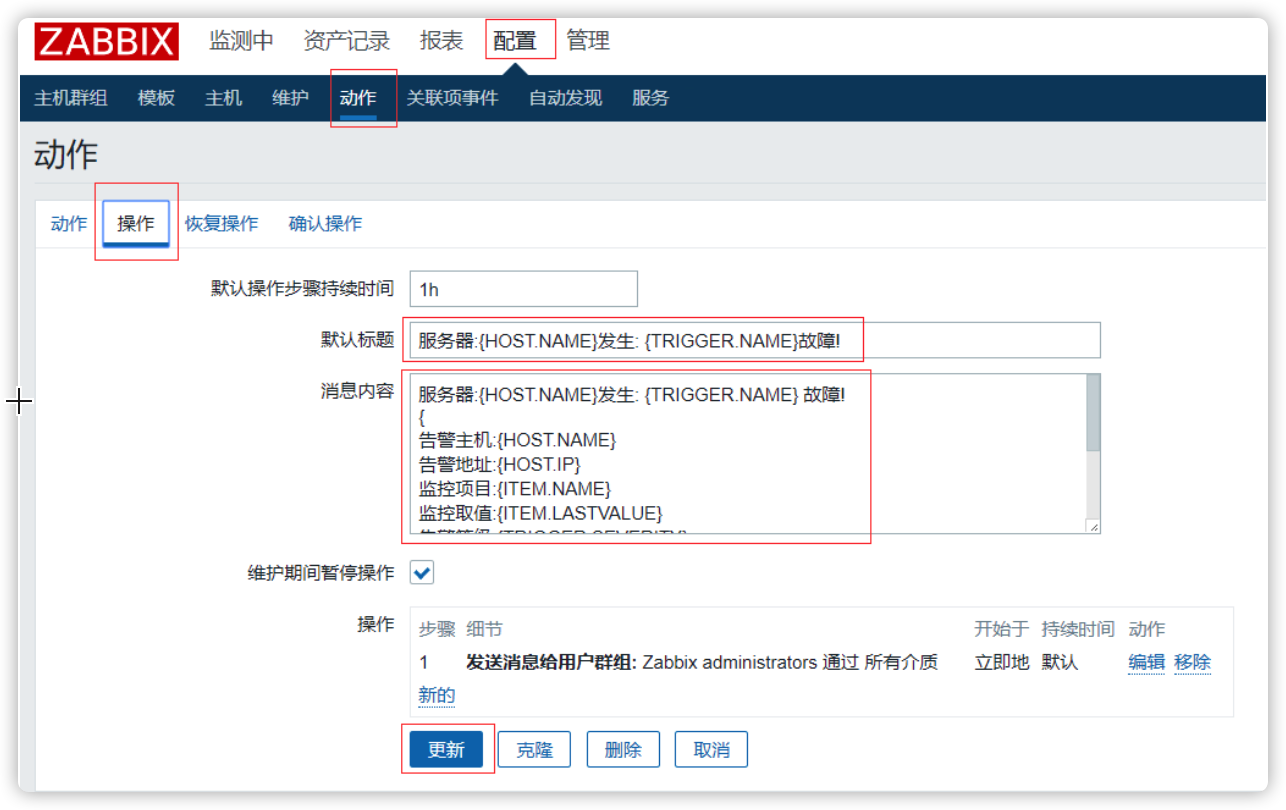 ZABBIX 监测中 资产记录 报表 配置 管理
主机群组 模板 主机 维护 动作 关联项事件 自动发现 服务
动作
动作 操作 恢复操作 确认操作
默认操作步骤持续时间 1h
默认标题 服务器:{HOST.NAME}发生: {TRIGGER.NAME}故障!
消息内容 服务器:{HOST.NAME}发生: {TRIGGER.NAME} 故障!
{
告警主机:{HOST.NAME}
告警地址:{HOST.IP}
监控项目:{ITEM.NAME}
监控取值:{ITEM.LASTVALUE}
告警等级:{TRIGGER.SEVERITY}
维护期间暂停操作
操作 步骤 细节 开始于 持续时间 动作
1 发送消息给用户群组: Zabbix administrators 通过 所有介质 立即地 默认 编辑 移除
新的
更新 克隆 删除 取消